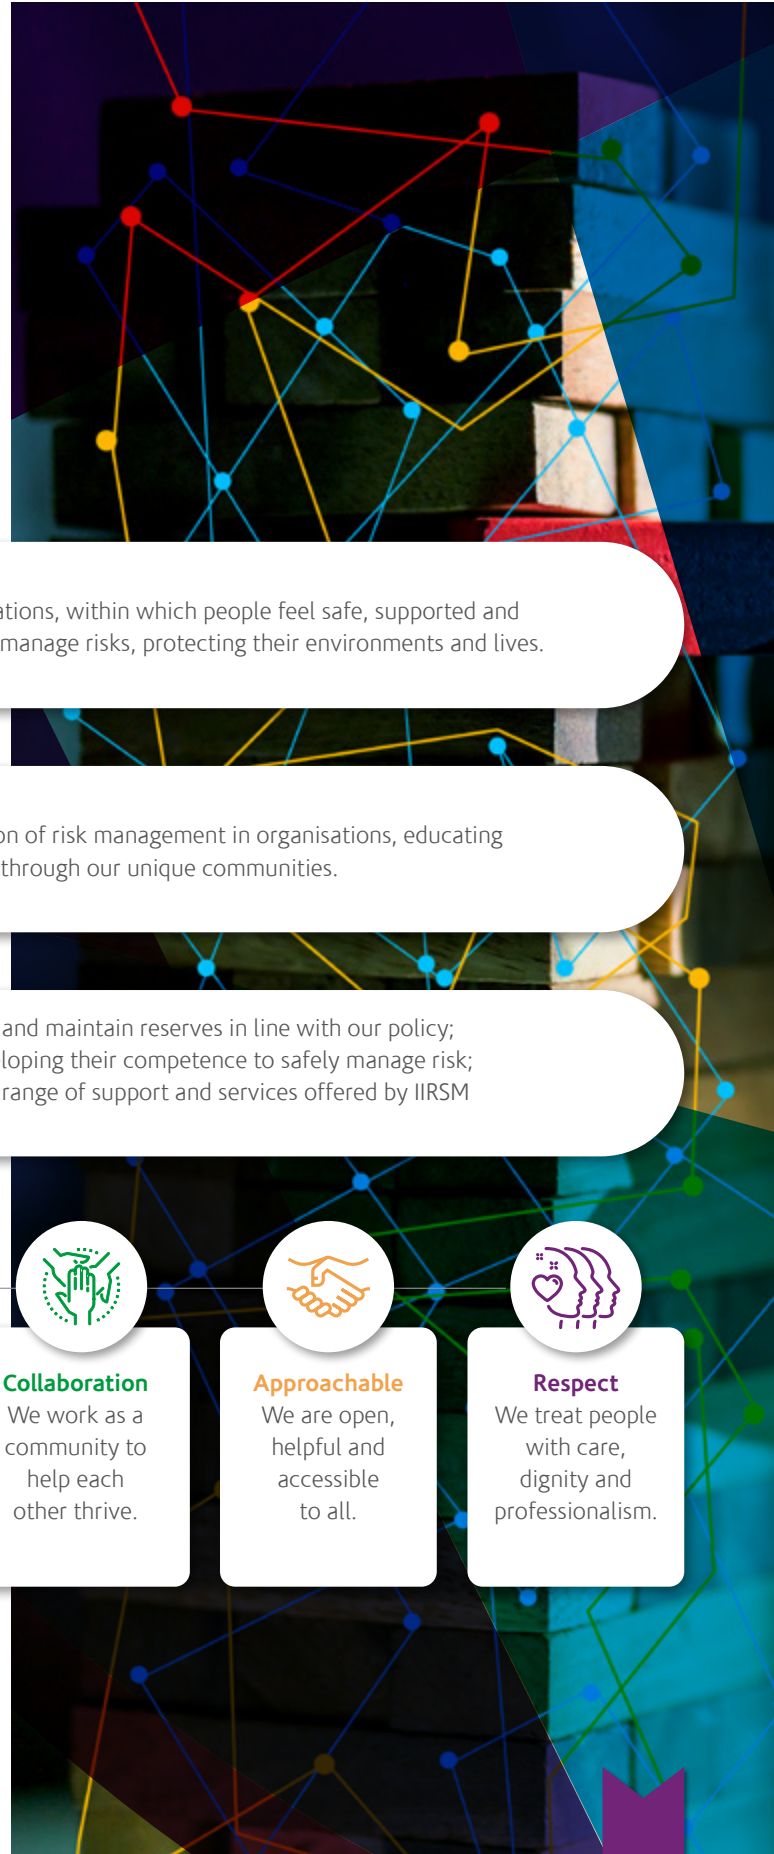 within which people feel safe, supported and
manage risks, protecting their environments and lives.
of risk management in organisations, educating
through our unique communities.
and maintain reserves in line with our policy;
their competence to safely manage risk;
range of support and services offered by IIRSM
Collaboration
We work as a
community to
help each
other thrive.
Approachable
We are open,
helpful and
accessible
to all.
Respect
We treat people
with care,
dignity and
professionalism.